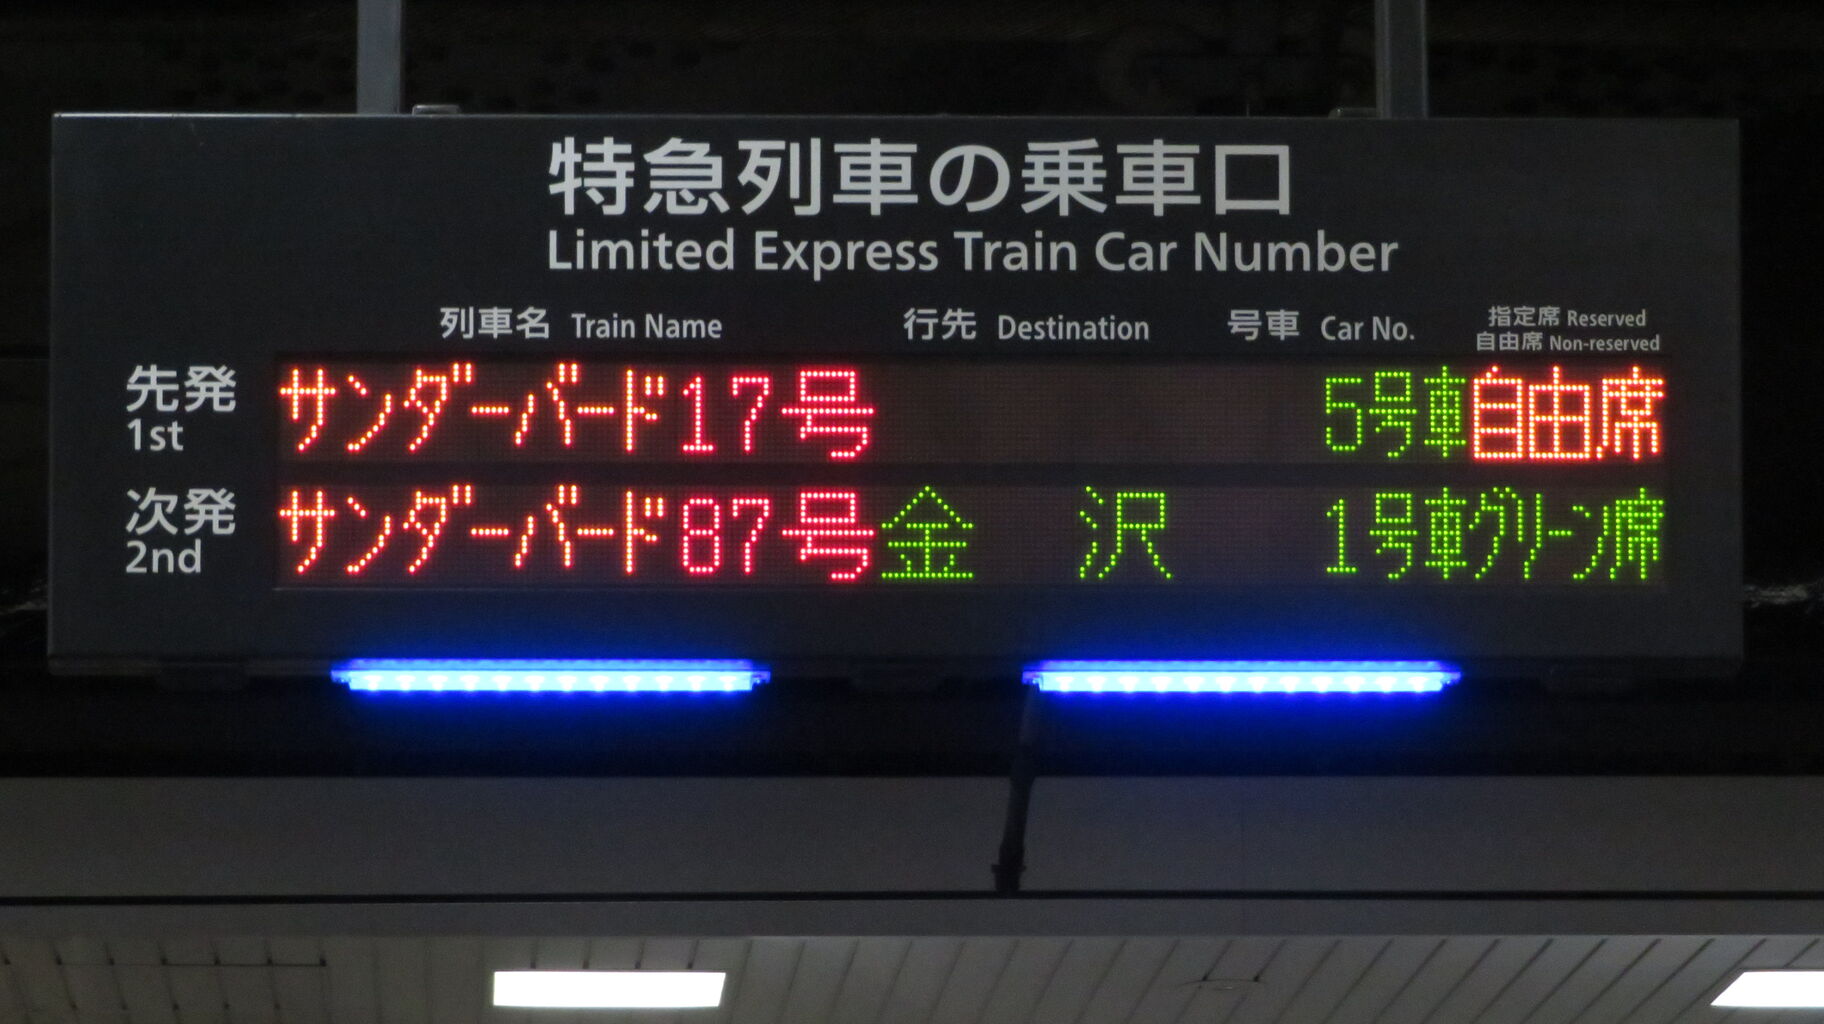 特急列車の乗車口
Limited Express Train Car Number
列車名 Train Name 行先 Destination 号車 Car No. 指定席 Reserved
自由席 Non-reserved
先発 サンダーバード17号 5号車自由席
1st
次発 サンダーバード87号 金沢 1号車グリーン席
2nd